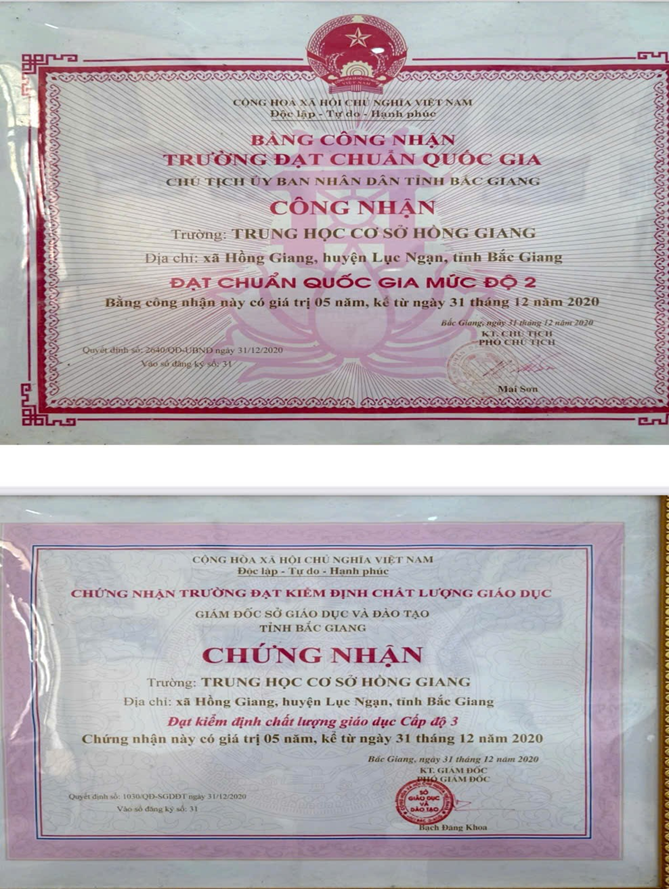 CỘNG HOÀ XÃ HỘI CHỦ NGHĨA VIỆT NAM
Độc lập - Tự do - Hạnh phúc
BẰNG CÔNG NHẬN
TRƯỜNG ĐẠT CHUẨN QUỐC GIA
CHỦ TỊCH ỦY BAN NHÂN DÂN TỈNH BẮC GIANG
CÔNG NHẬN
Trường: TRUNG HỌC CƠ SỞ HỒNG GIANG
Địa chỉ: xã Hồng Giang, huyện Lục Ngạn, tỉnh Bắc Giang
ĐẠT CHUẨN QUỐC GIA MỨC ĐỘ 2
Bằng công nhận này có giá trị 05 năm, kể từ ngày 31 tháng 12 năm 2020
Bắc Giang, ngày 31 tháng 12 năm 2020
KT. CHỦ TỊCH
PHÓ CHỦ TỊCH
Quyết định số: 2640/QĐ-UBND ngày 31/12/2020
Vào sổ đăng ký số: 31
Mai Sơn
CỘNG HÒA XÃ HỘI CHỦ NGHĨA VIỆT NAM
Độc lập - Tự do - Hạnh phúc
CHỨNG NHẬN TRƯỜNG ĐẠT KIỂM ĐỊNH CHẤT LƯỢNG GIÁO DỤC
GIÁM ĐỐC SỞ GIÁO DỤC VÀ ĐÀO TẠO
TỈNH BẮC GIANG
CHỨNG NHẬN
Trường: TRUNG HỌC CƠ SỞ HỒNG GIANG
Địa chỉ: xã Hồng Giang, huyện Lục Ngạn, tỉnh Bắc Giang
Đạt kiểm định chất lượng giáo dục Cấp độ 3
Chứng nhận này có giá trị 05 năm, kể từ ngày 31 tháng 12 năm 2020
Bắc Giang, ngày 31 tháng 12 năm 2020
KT. GIÁM ĐỐC
PHÓ GIÁM ĐỐC
Quyết định số: 1030/QĐ-SGDĐT ngày 31/12/2020
Vào sổ đăng ký số: 31
SỞ
GIÁO DỤC
VÀ
ĐÀO TẠO
Bạch Đăng Khoa